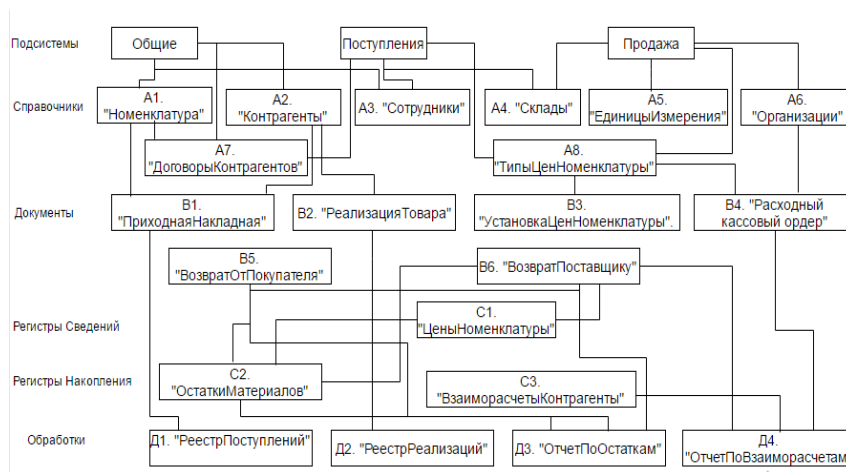 Подсистемы
Общие
Поступления
Продажа
Справочники
А1.
"Номенклатура"
А2.
"Контрагенты"
А3. "Сотрудники"
А4. "Склады"
А5.
"ЕдиницыИзмерения"
А6.
"Организации"
А7.
"ДоговорыКонтрагентов"
А8.
"ТипыЦенНоменклатуры"
Документы
В1.
"ПриходнаяНакладная"
В2. "РеализацияТовара"
В3.
"УстановкаЦенНоменклатуры".
В4. "Расходный
кассовый ордер"
В5.
"ВозвратОтПокупателя"
В6. "ВозвратПоставщику"
Регистры Сведений
С1.
"ЦеныНоменклатуры"
Регистры Накопления
С2.
"ОстаткиМатериалов"
С3.
"ВзаиморасчетыКонтрагенты"
Обработки
Д1. "РеестрПоступлений"
Д2. "РеестрРеализаций"
Д3. "ОтчетПоОстаткам"
Д4.
"ОтчетПоВзаиморасчетам